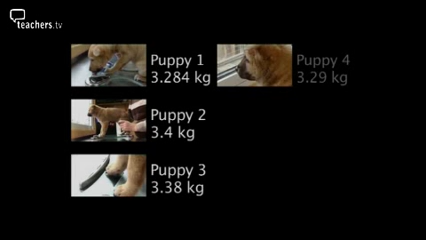 teachers.tv
Puppy 1
3.284 kg
Puppy 2
3.4 kg
Puppy 3
3.38 kg
Puppy 4
3.29 kg